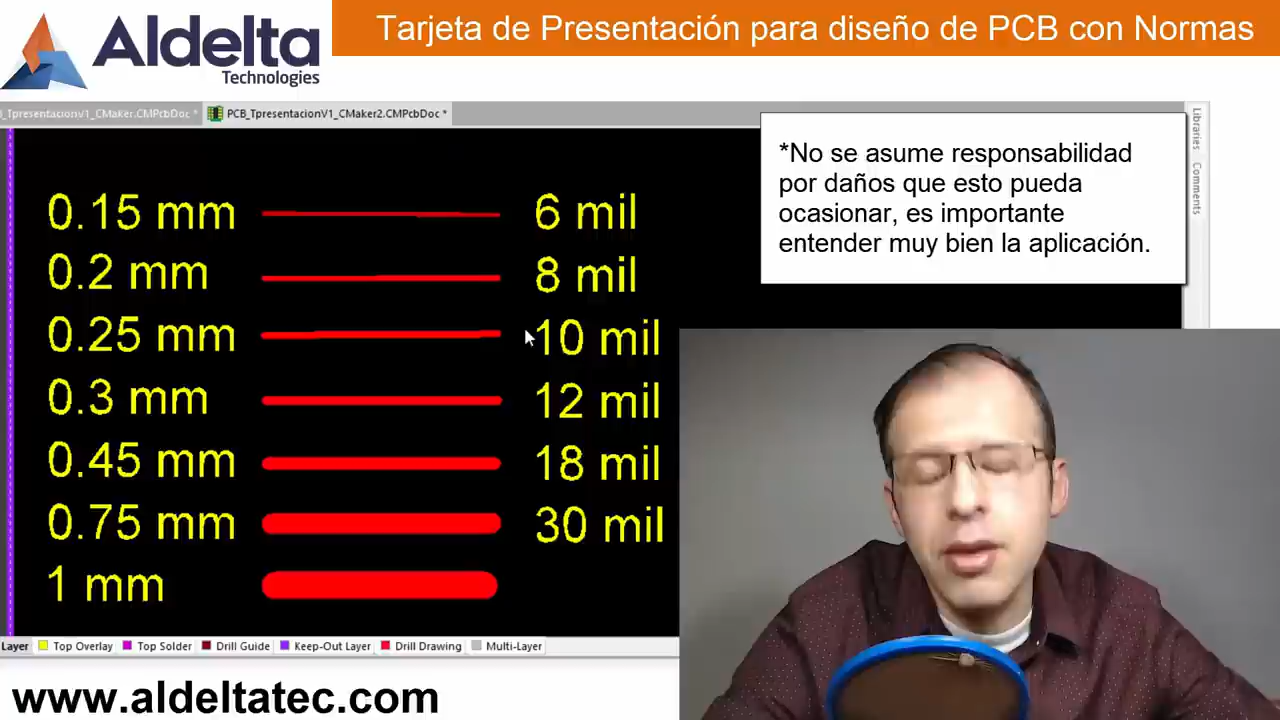 Aldelta
Technologies
Tarjeta de Presentación para diseño de PCB con Normas
_TpresentacionV1_CMaker.CMPcbDoc *
PCB_TpresentacionV1_CMaker2.CMPcbDoc *
Libraries
Comments
*No se asume responsabilidad
por daños que esto pueda
ocasionar, es importante
entender muy bien la aplicación.
0.15 mm 6 mil
0.2 mm 8 mil
0.25 mm 10 mil
0.3 mm 12 mil
0.45 mm 18 mil
0.75 mm 30 mil
1 mm
Layer Top Overlay Top Solder Drill Guide Keep-Out Layer Drill Drawing Multi-Layer
www.aldeltatec.com